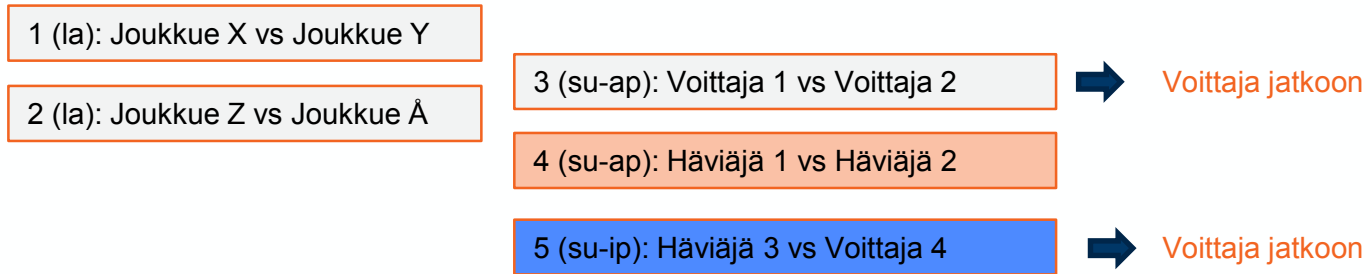 1 (la): Joukkue X vs Joukkue Y
2 (la): Joukkue Z vs Joukkue Å
3 (su-ap): Voittaja 1 vs Voittaja 2
Voittaja jatkoon
4 (su-ap): Häviäjä 1 vs Häviäjä 2
5 (su-ip): Häviäjä 3 vs Voittaja 4
Voittaja jatkoon